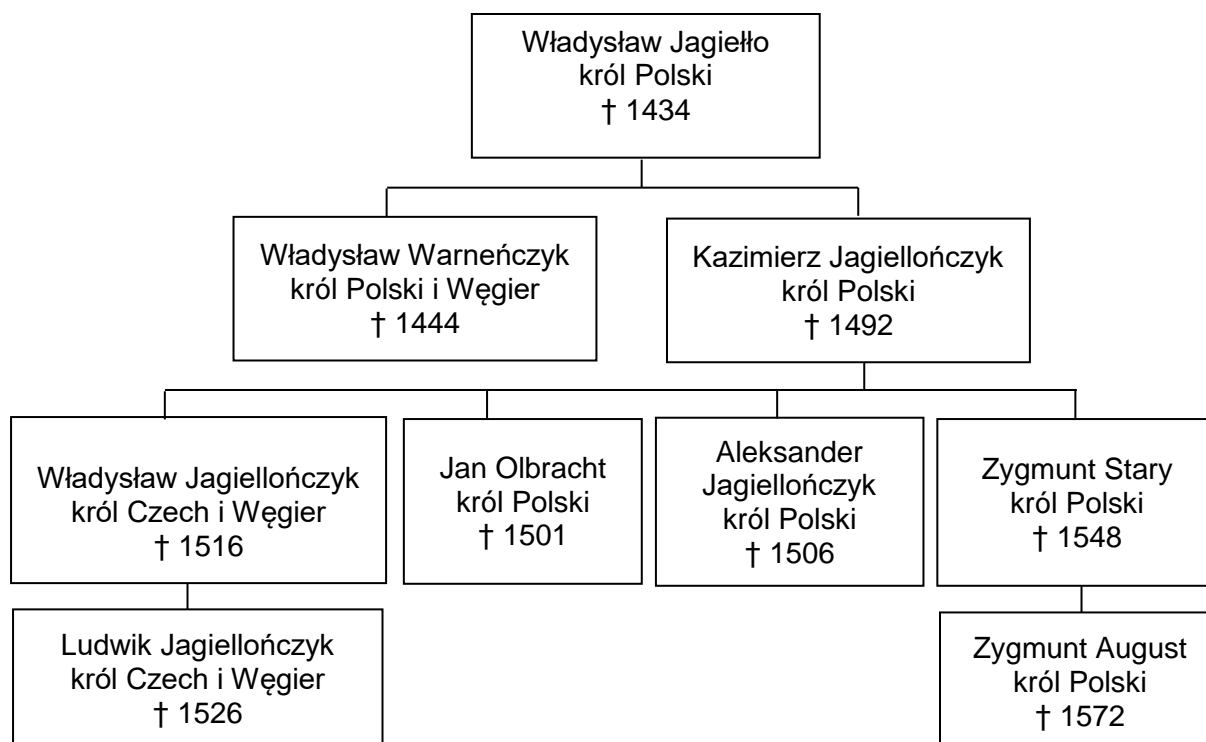 Władysław Jagiełło
król Polski
† 1434
Władysław Warneńczyk
król Polski i Węgier
† 1444
Kazimierz Jagiellończyk
król Polski
† 1492
Władysław Jagiellończyk
król Czech i Węgier
† 1516
Jan Olbracht
król Polski
† 1501
Aleksander
Jagiellończyk
król Polski
† 1506
Zygmunt Stary
król Polski
† 1548
Ludwik Jagiellończyk
król Czech i Węgier
† 1526
Zygmunt August
król Polski
† 1572